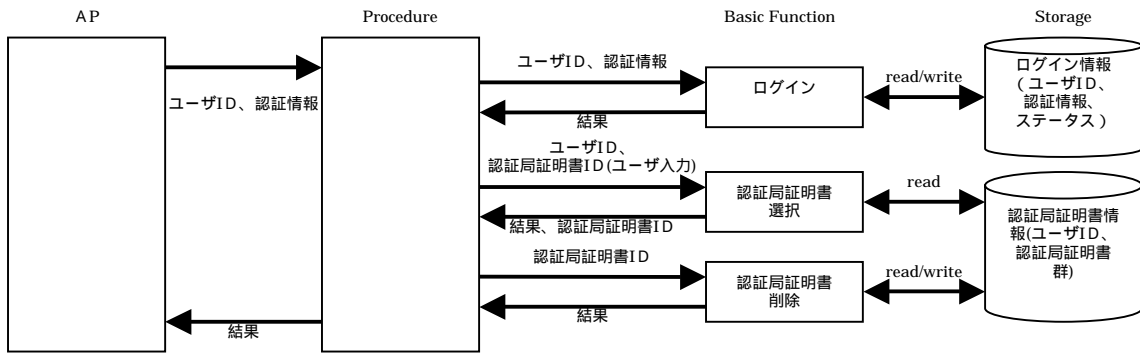 AP
Procedure
Basic Function
Storage
ユーザID、認証情報
ユーザID、認証情報
結果
ログイン
read/write
ログイン情報
(ユーザID、
認証情報、
ステータス)
ユーザID、
認証局証明書ID(ユーザ入力)
結果、認証局証明書ID
認証局証明書
選択
read
認証局証明書情
報(ユーザID、
認証局証明書
群)
認証局証明書ID
結果
認証局証明書
削除
read/write
結果